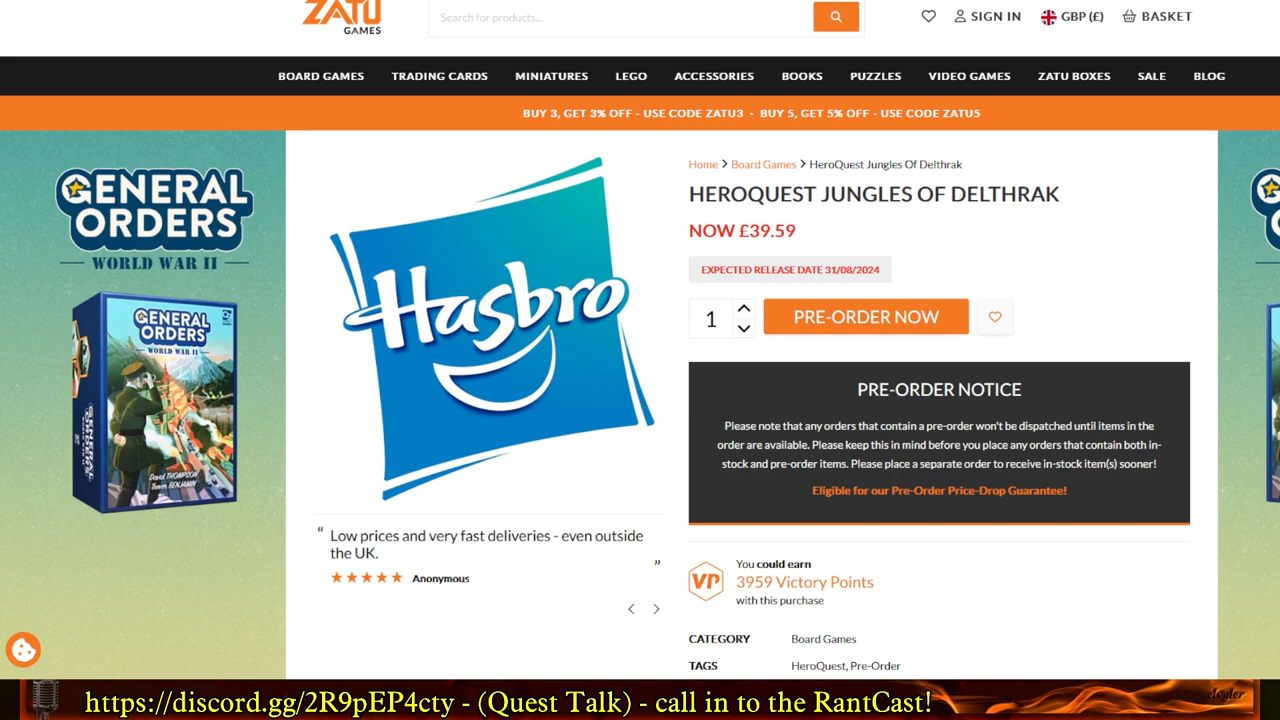 ZATU
GAMES
Search for products...
SIGN IN
GBP (£)
BASKET
BOARD GAMES
TRADING CARDS
MINIATURES
LEGO
ACCESSORIES
BOOKS
PUZZLES
VIDEO GAMES
ZATU BOXES
SALE
BLOG
BUY 3, GET 3% OFF - USE CODE ZATU3 · BUY 5, GET 5% OFF - USE CODE ZATU5
GENERAL
ORDERS
WORLD WAR II
GENERAL
ORDERS
WORLD WAR II
GENERAL
ORDERS
David THOMPSON
Trevor BENJAMIN
Hasbro
“ Low prices and very fast deliveries - even outside
the UK. ”
Anonymous
Home > Board Games > HeroQuest Jungles Of Delthrak
HEROQUEST JUNGLES OF DELTHRAK
NOW £39.59
EXPECTED RELEASE DATE 31/08/2024
1
PRE-ORDER NOW
PRE-ORDER NOTICE
Please note that any orders that contain a pre-order won't be dispatched until items in the
order are available. Please keep this in mind before you place any orders that contain both in-
stock and pre-order items. Please place a separate order to receive in-stock item(s) sooner!
Eligible for our Pre-Order Price-Drop Guarantee!
VP
You could earn
3959 Victory Points
with this purchase
CATEGORY Board Games
TAGS HeroQuest, Pre-Order
https://discord.gg/2R9pEP4cty - (Quest Talk) - call in to the RantCast!